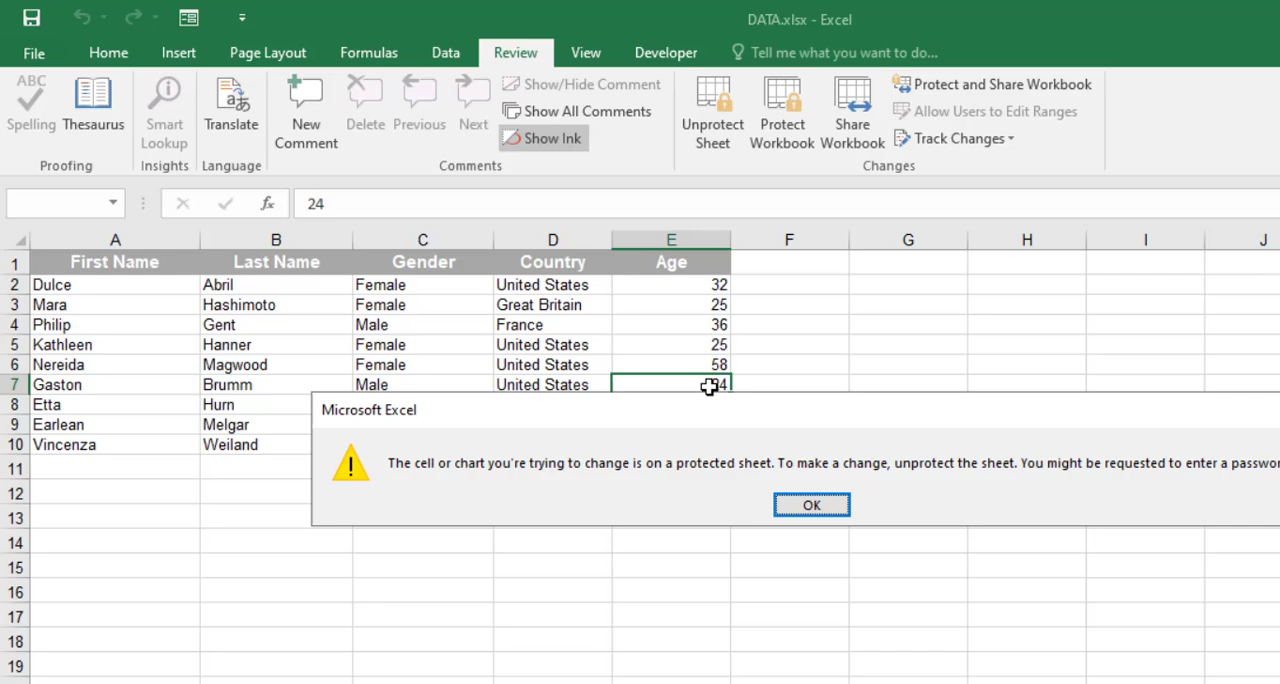 DATA.xlsx - Excel
File Home Insert Page Layout Formulas Data Review View Developer Tell me what you want to do...
ABC
Spelling
Thesaurus
Proofing
Smart
Lookup
Insights
Translate
Language
New
Comment
Delete
Previous
Next
Show/Hide Comment
Show All Comments
Show Ink
Comments
Unprotect
Sheet
Protect
Workbook
Share
Workbook
Protect and Share Workbook
Allow Users to Edit Ranges
Track Changes
Changes
fx 24
A B C D E F G H I J
1 First Name Last Name Gender Country Age
2 Dulce Abril Female United States 32
3 Mara Hashimoto Female Great Britain 25
4 Philip Gent Male France 36
5 Kathleen Hanner Female United States 25
6 Nereida Magwood Female United States 58
7 Gaston Brumm Male United States 24
8 Etta Hurn
9 Earlean Melgar
10 Vincenza Weiland
11
12
13
14
15
16
17
18
19
Microsoft Excel
The cell or chart you're trying to change is on a protected sheet. To make a change, unprotect the sheet. You might be requested to enter a passwor
OK